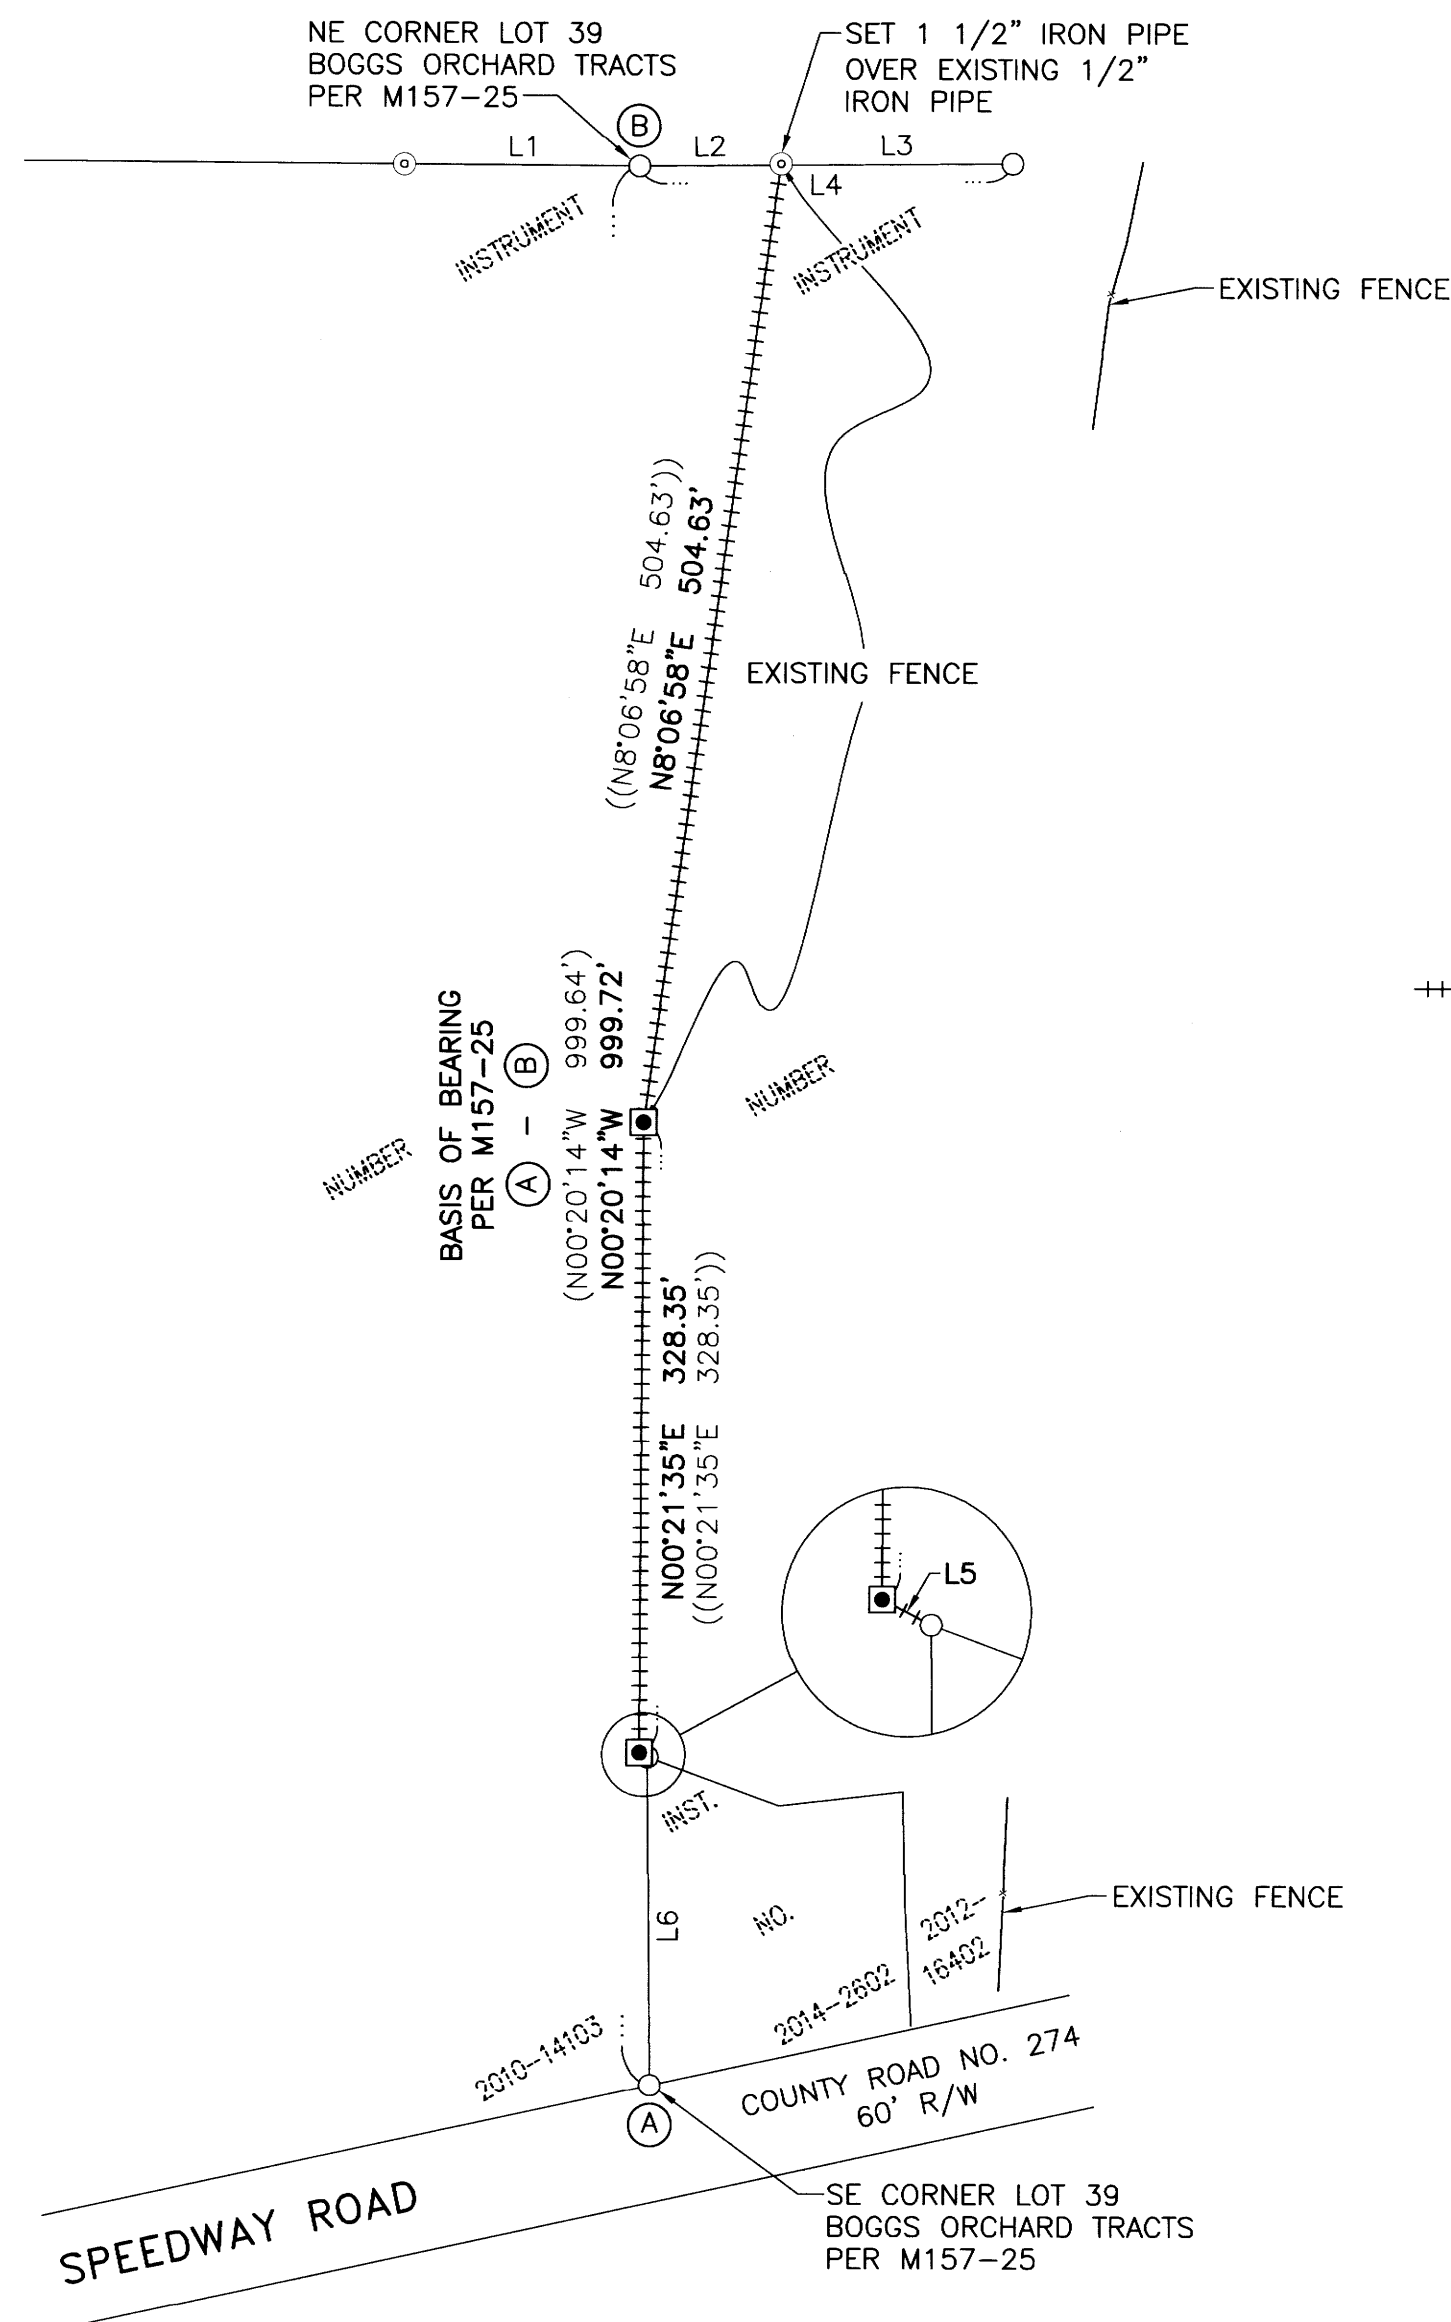 NE CORNER LOT 39
BOGGS ORCHARD TRACTS
PER M157-25
SET 1 1/2" IRON PIPE
OVER EXISTING 1/2"
IRON PIPE
B
L1
L2
L3
L4
INSTRUMENT
INSTRUMENT
EXISTING FENCE
((N8°06'58"E 504.63'))
N8°06'58"E 504.63'
EXISTING FENCE
BASIS OF BEARING
PER M157-25
A - B
(N00°20'14"W 999.64')
N00°20'14"W 999.72'
NUMBER
NUMBER
N00°21'35"E 328.35'
((N00°21'35"E 328.35'))
L5
INST.
L6
NO.
2012-
16402
EXISTING FENCE
2014-2602
2010-14103
COUNTY ROAD NO. 274
60' R/W
A
SPEEDWAY ROAD
SE CORNER LOT 39
BOGGS ORCHARD TRACTS
PER M157-25